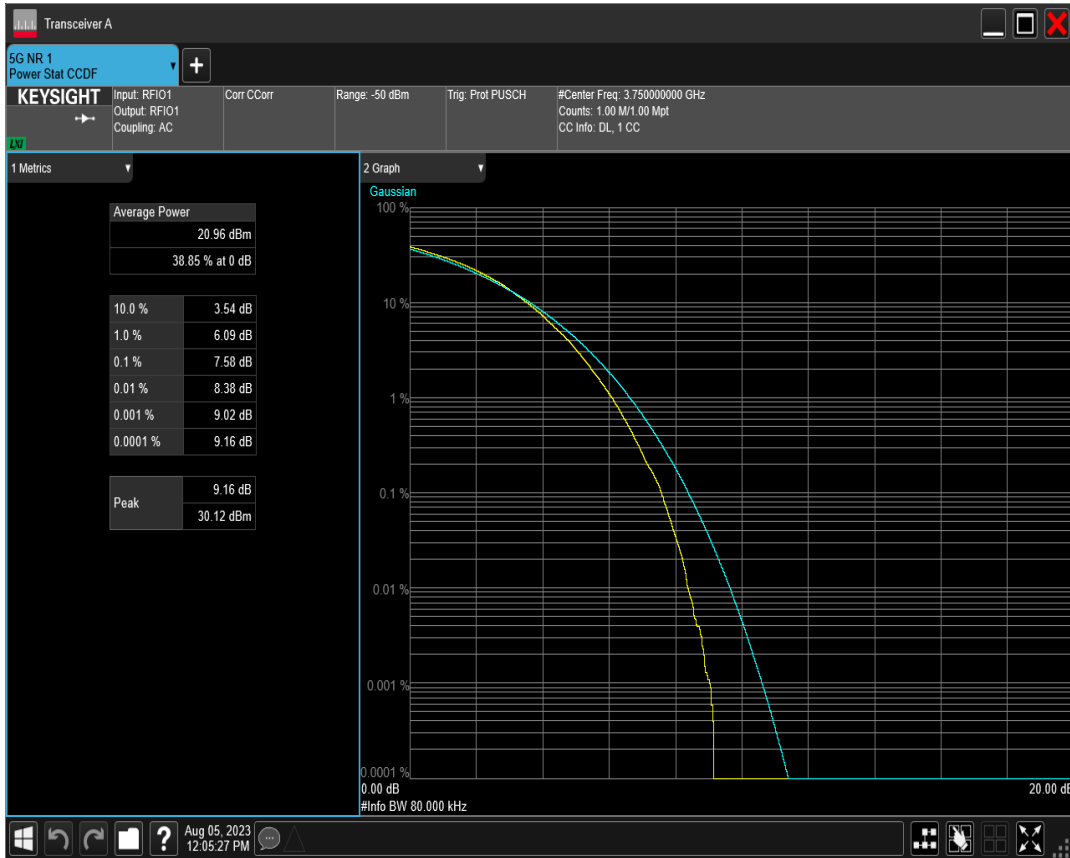 Transceiver A
5G NR 1
Power Stat CCDF
KEYSIGHT
LXI
Input: RFIO1
Output: RFIO1
Coupling: AC
Corr CCorr
Range: -50 dBm
Trig: Prot PUSCH
#Center Freq: 3.750000000 GHz
Counts: 1.00 M/1.00 Mpt
CC Info: DL, 1 CC
1 Metrics
Average Power
20.96 dBm
38.85 % at 0 dB
10.0 % 3.54 dB
1.0 % 6.09 dB
0.1 % 7.58 dB
0.01 % 8.38 dB
0.001 % 9.02 dB
0.0001 % 9.16 dB
Peak
9.16 dB
30.12 dBm
2 Graph
Gaussian
100 %
10 %
1 %
0.1 %
0.01 %
0.001 %
0.0001 %
0.00 dB 20.00 dB
#Info BW 80.000 kHz
? Aug 05, 2023
12:05:27 PM